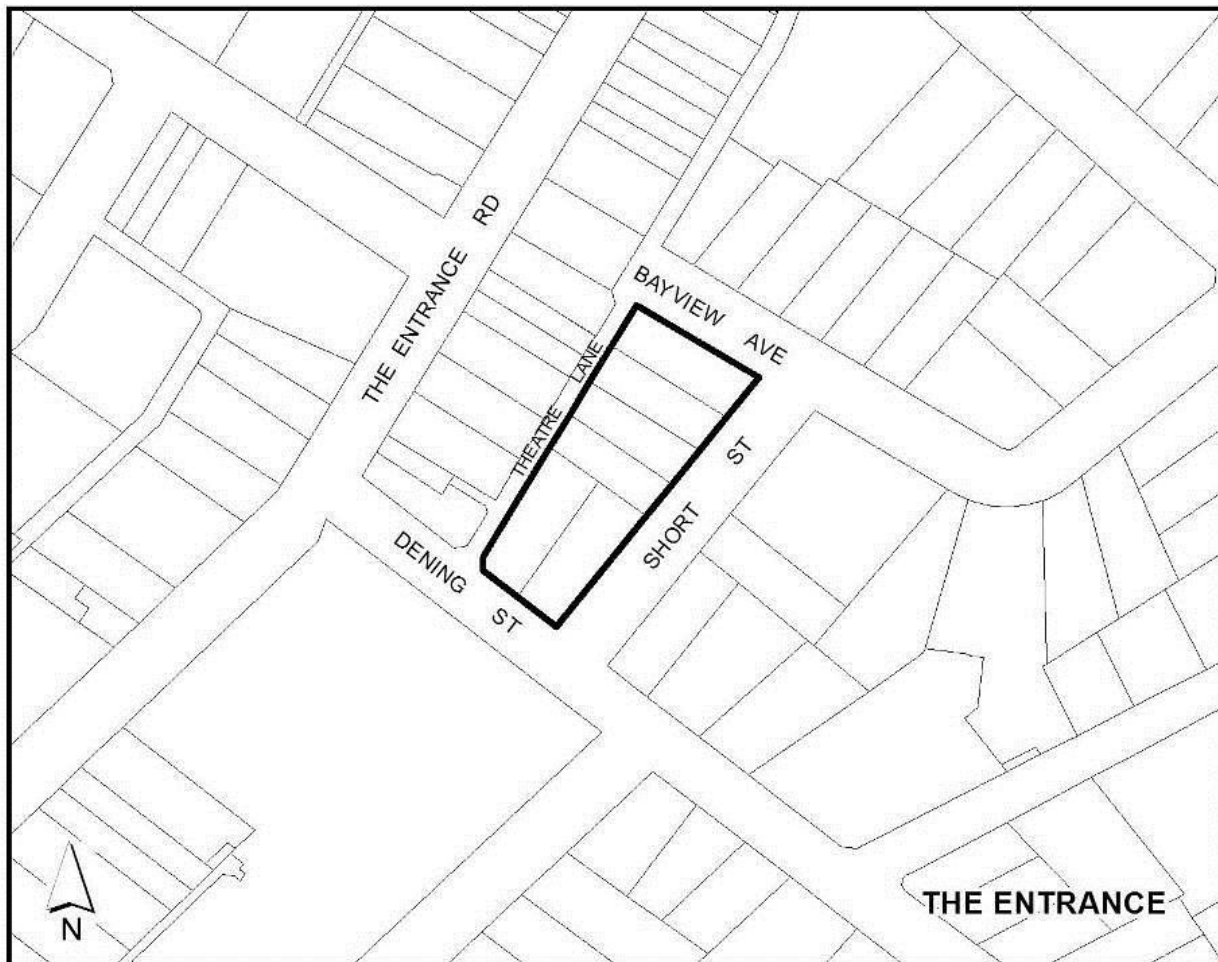 THE ENTRANCE RD
BAYVIEW AVE
THEATRE LANE
SHORT ST
DENING ST
THE ENTRANCE
N